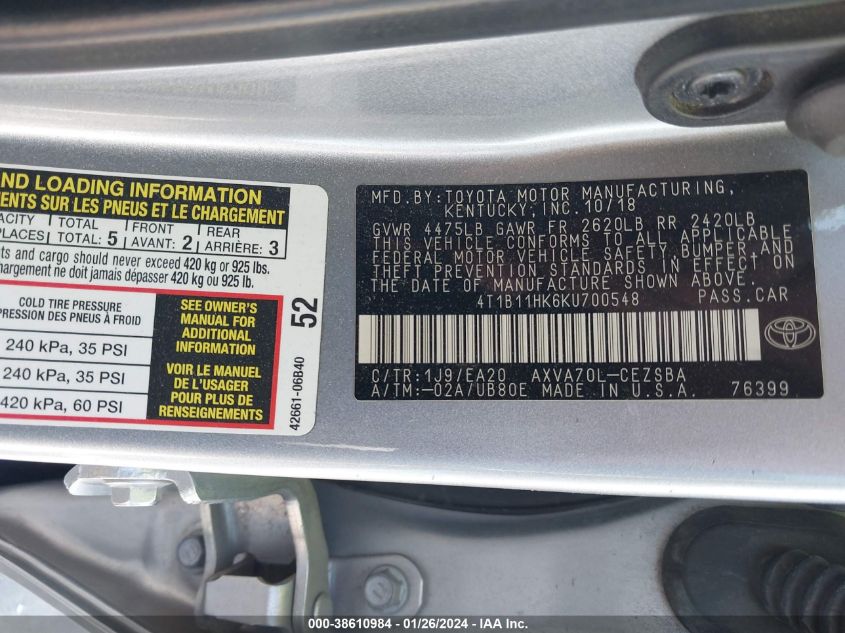 ND LOADING INFORMATION
ENTS SUR LES PNEUS ET LE CHARGEMENT
ACITY TOTAL FRONT REAR
PLACES TOTAL: 5 AVANT: 2 ARRIÈRE: 3
nts and cargo should never exceed 420 kg or 925 lbs.
hargement ne doit jamais dépasser 420 kg ou 925 lb.
COLD TIRE PRESSURE
PRESSION DES PNEUS À FROID
240 kPa, 35 PSI
240 kPa, 35 PSI
420 kPa, 60 PSI
SEE OWNER'S
MANUAL FOR
ADDITIONAL
INFORMATION
VOIR LE MANUEL
DE L'USAGER
POUR PLUS DE
RENSEIGNEMENTS
52
42661-06B40
MFD. BY: TOYOTA MOTOR MANUFACTURING,
KENTUCKY, INC. 10/18
GVWR 4475LB GAWR FR 2620LB RR 2420LB
THIS VEHICLE CONFORMS TO ALL APPLICABLE
FEDERAL MOTOR VEHICLE SAFETY, BUMPER, AND
THEFT PREVENTION STANDARDS IN EFFECT ON
THE DATE OF MANUFACTURE SHOWN ABOVE.
4T1B11HK6KU700548 PASS. CAR
C/TR: 1J9/EA20 AXVA70L-CEZSBA
A/TM: -02A/UB80E MADE IN U.S.A. 76399
000-38610984 - 01/26/2024 - IAAI.com